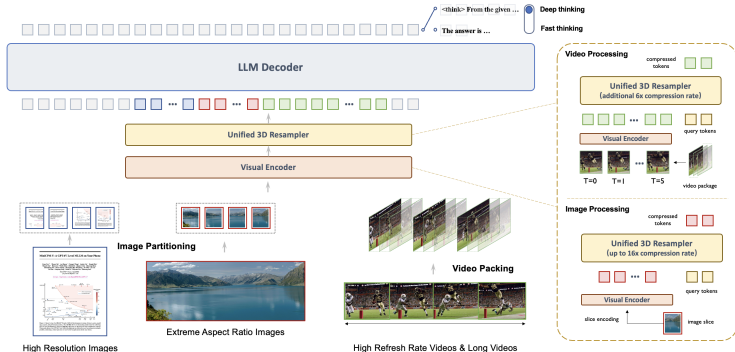 <think> From the given ...
Deep thinking
The answer is ...
Fast thinking
LLM Decoder
Unified 3D Resampler
Visual Encoder
Image Partitioning
High Resolution Images
Extreme Aspect Ratio Images
Video Packing
High Refresh Rate Videos & Long Videos
Video Processing
compressed
tokens
Unified 3D Resampler
(additional 6x compression rate)
Visual Encoder
query tokens
T=0
T=1
T=5
video package
Image Processing
compressed
tokens
Unified 3D Resampler
(up to 16x compression rate)
query tokens
Visual Encoder
slice encoding
image slice